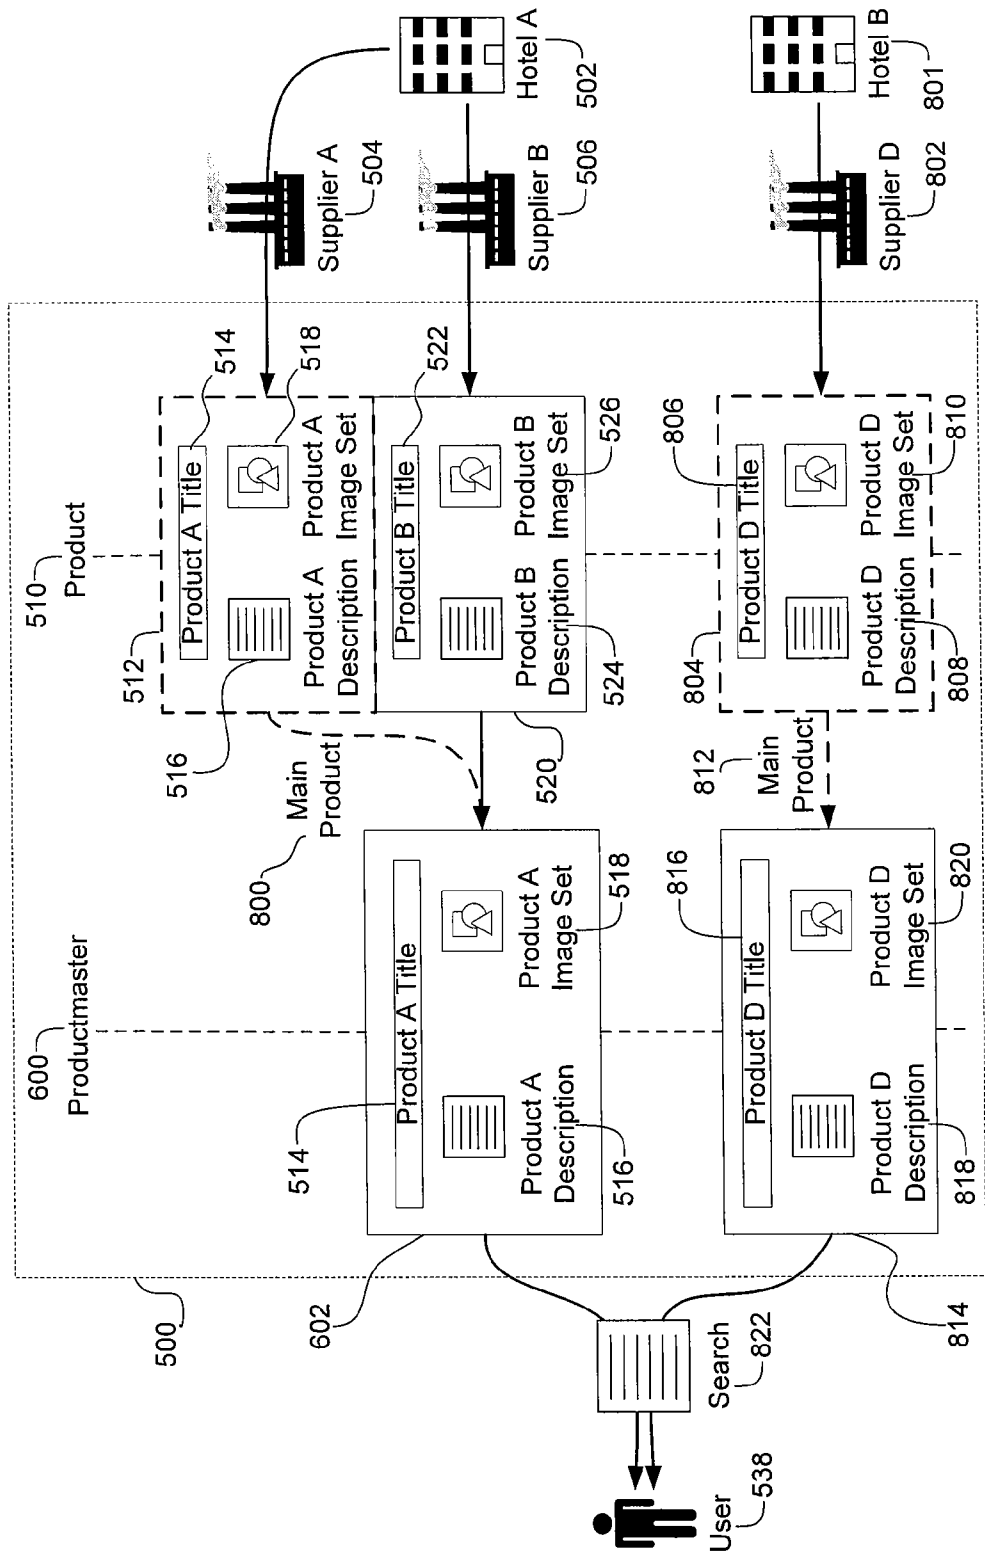 510
Product
600
Productmaster
500
512
514
Product A Title
518
516
Product A
Description
Product A
Image Set
Supplier A
504
Hotel A
502
522
Product B Title
Product B
Description
524
Product B
Image Set
526
520
Supplier B
506
800
Main
Product
514
Product A Title
Product A
Description
516
Product A
Image Set
518
602
804
806
Product D Title
Product D
Description
808
Product D
Image Set
810
Supplier D
802
Hotel B
801
812
Main
Product
816
Product D Title
Product D
Description
818
Product D
Image Set
820
814
Search
822
User
538